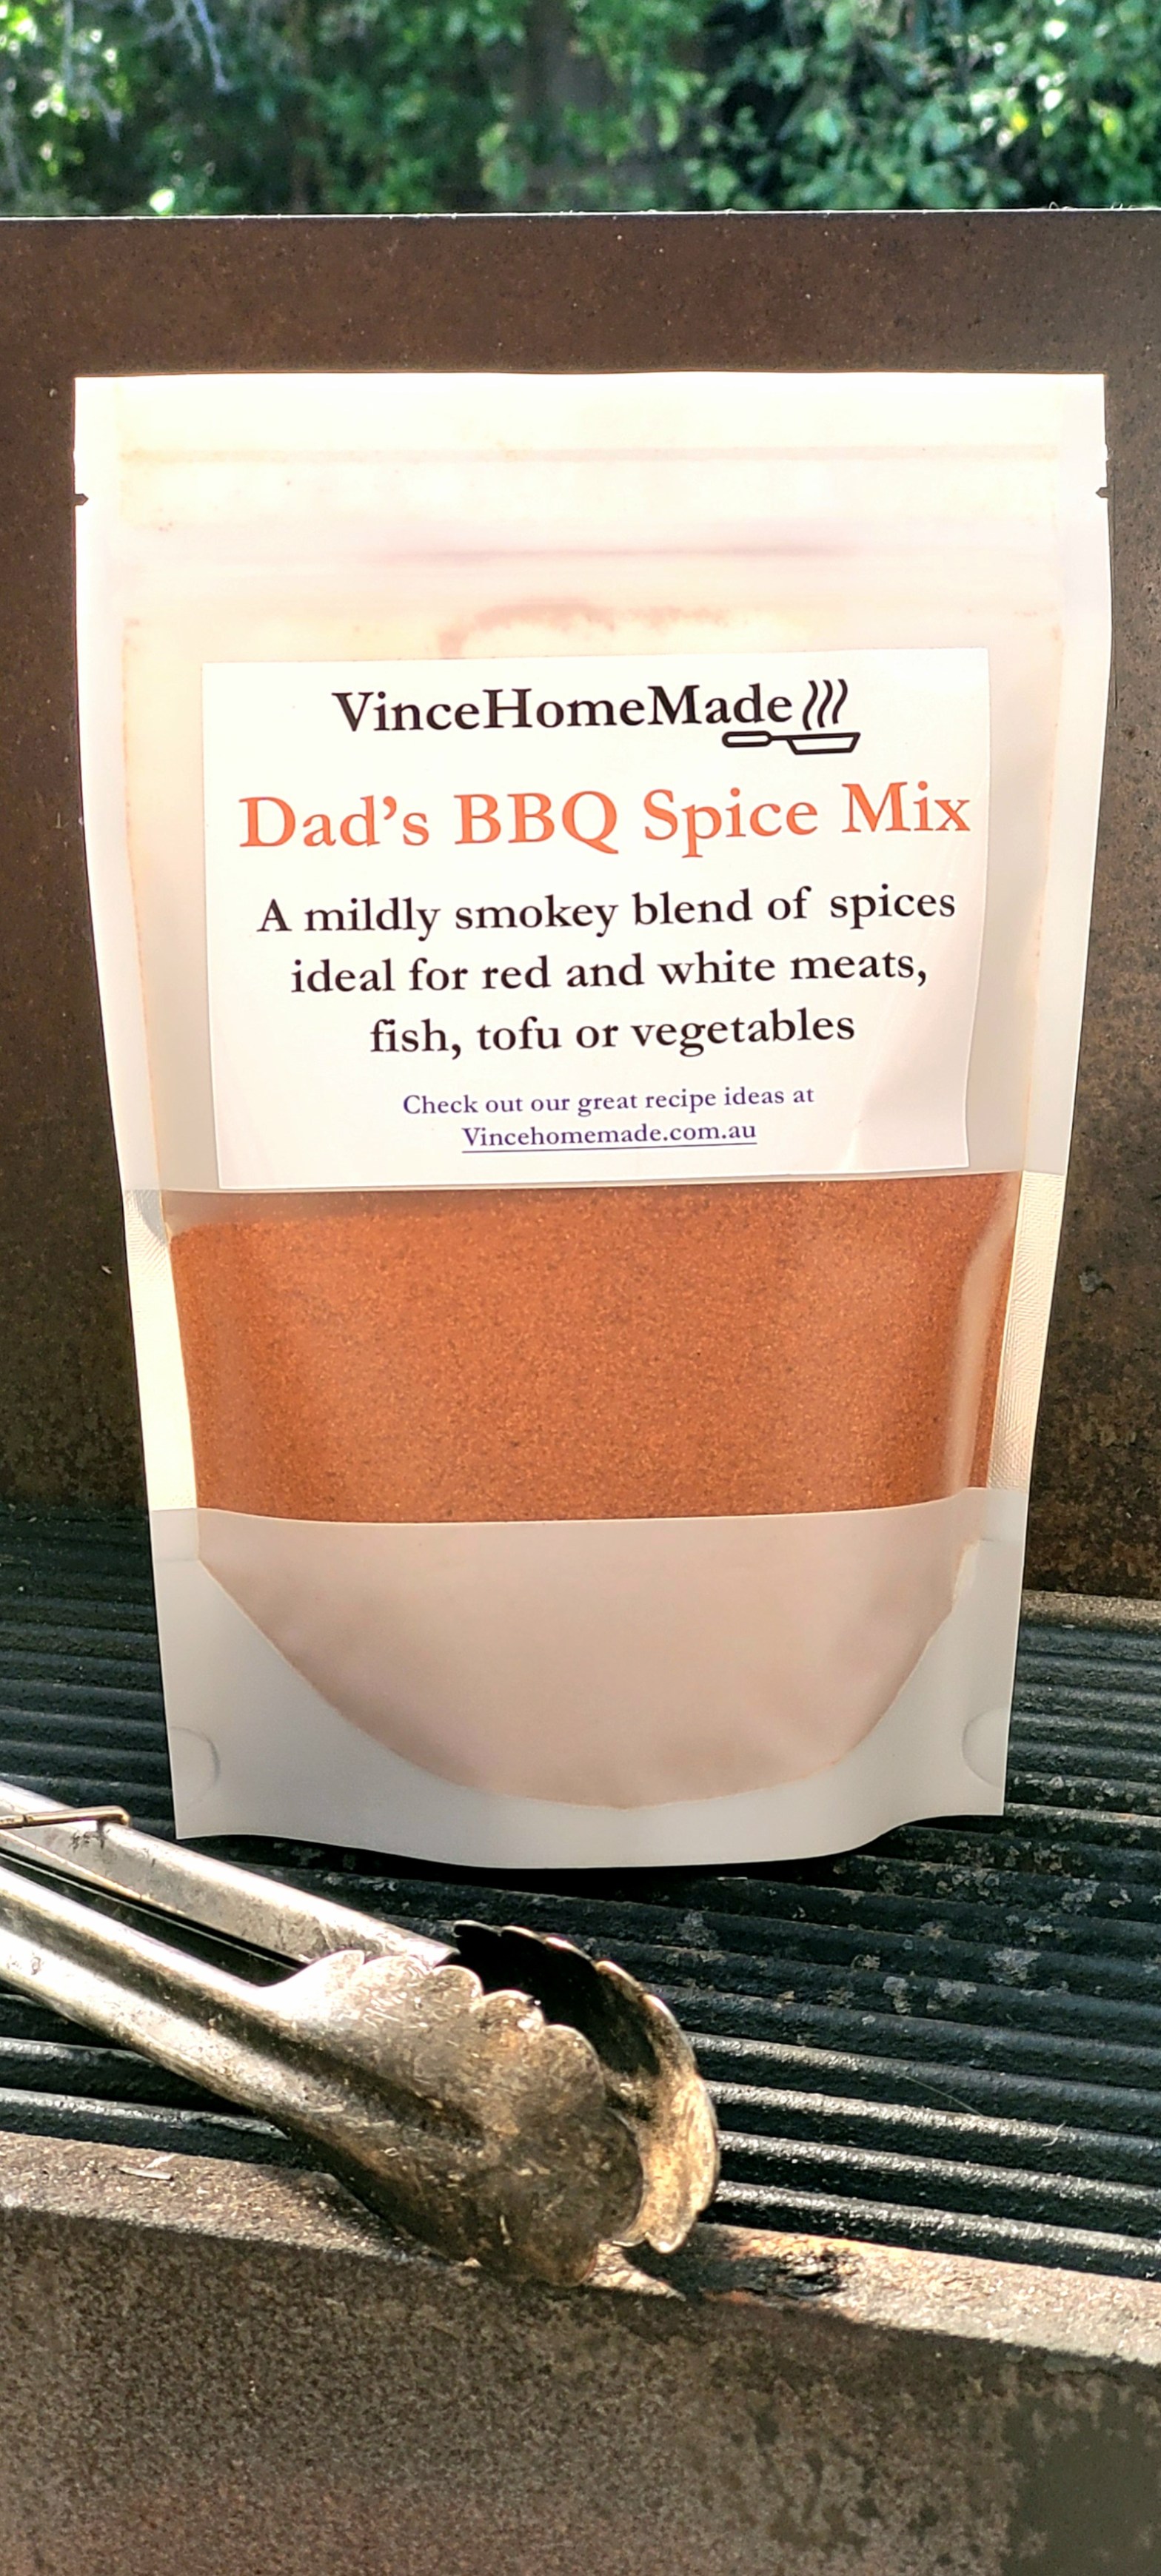 VinceHomeMade
Dad's BBQ Spice Mix
A mildly smokey blend of spices
ideal for red and white meats,
fish, tofu or vegetables
Check out our great recipe ideas at
Vincehomemade.com.au